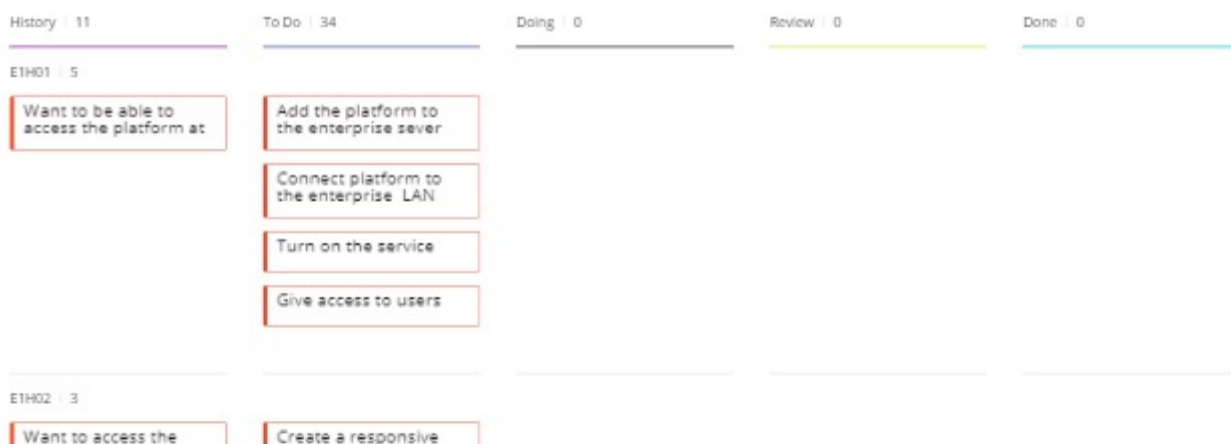 History | 11
To Do | 34
Doing | 0
Review | 0
Done | 0
E1H01 | 5
Want to be able to
access the platform at
Add the platform to
the enterprise sever
Connect platform to
the enterprise LAN
Turn on the service
Give access to users
E1H02 | 3
Want to access the
Create a responsive